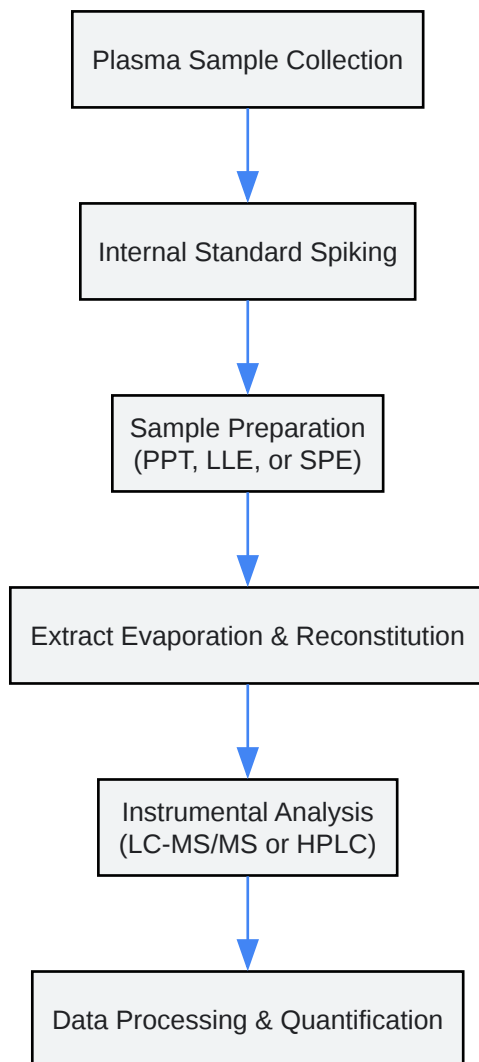 Plasma Sample Collection
Internal Standard Spiking
Sample Preparation
(PPT, LLE, or SPE)
Extract Evaporation & Reconstitution
Instrumental Analysis
(LC-MS/MS or HPLC)
Data Processing & Quantification